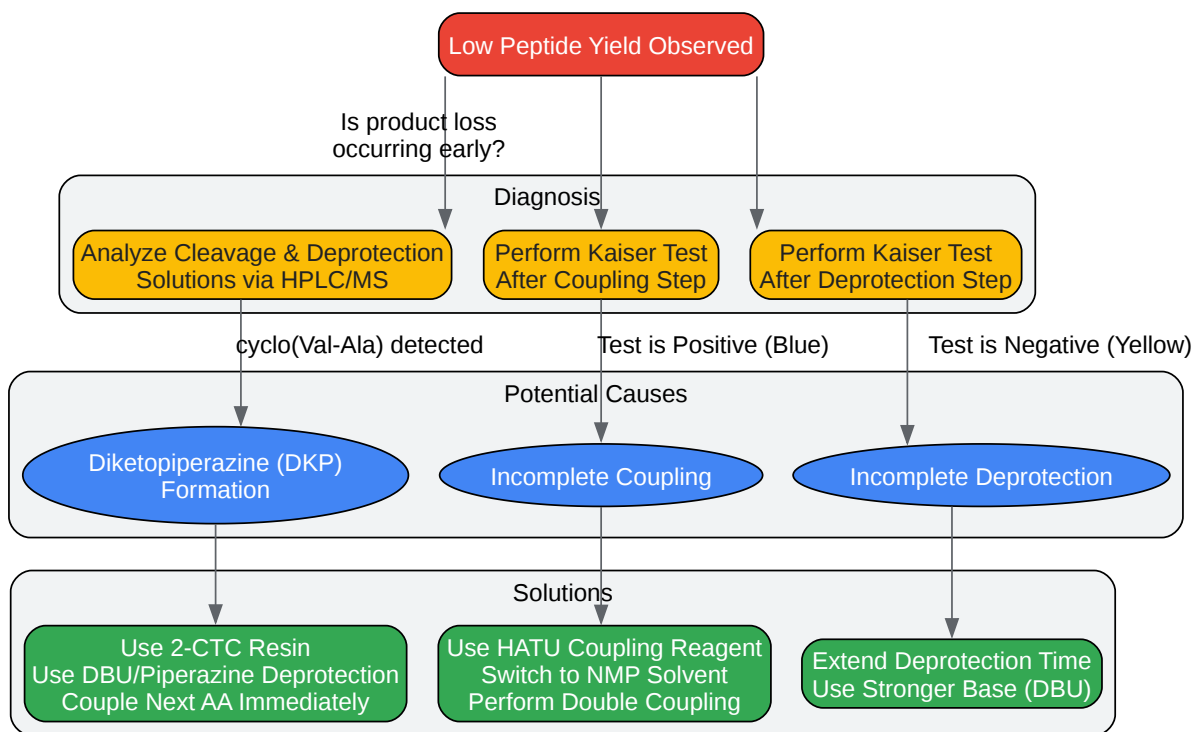 Low Peptide Yield Observed
Is product loss
occurring early?
Diagnosis
Analyze Cleavage & Deprotection
Solutions via HPLC/MS
Perform Kaiser Test
After Coupling Step
Perform Kaiser Test
After Deprotection Step
cyclo(Val-Ala) detected
Test is Positive (Blue)
Test is Negative (Yellow)
Potential Causes
Diketopiperazine (DKP)
Formation
Incomplete Coupling
Incomplete Deprotection
Solutions
Use 2-CTC Resin
Use DBU/Piperazine Deprotection
Couple Next AA Immediately
Use HATU Coupling Reagent
Switch to NMP Solvent
Perform Double Coupling
Extend Deprotection Time
Use Stronger Base (DBU)